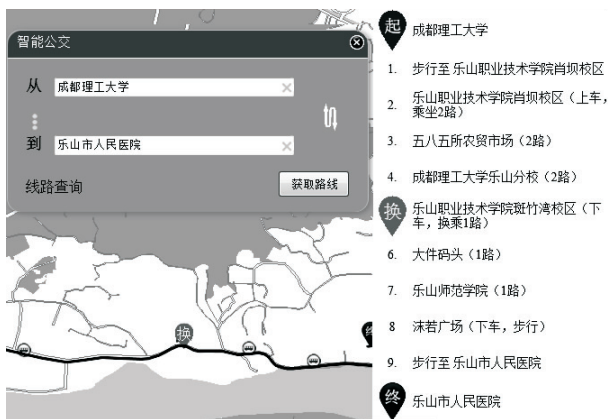 智能公交
从 成都理工大学
到 乐山市人民医院
线路查询 获取路线
换
终
起 成都理工大学
1. 步行至 乐山职业技术学院肖坝校区
2. 乐山职业技术学院肖坝校区（上车，
乘坐2路）
3. 五八五所农贸市场（2路）
4. 成都理工大学乐山分校（2路）
换 乐山职业技术学院斑竹湾校区（下
车，换乘1路）
6. 大件码头（1路）
7. 乐山师范学院（1路）
8 沫若广场（下车，步行）
9. 步行至 乐山市人民医院
终 乐山市人民医院